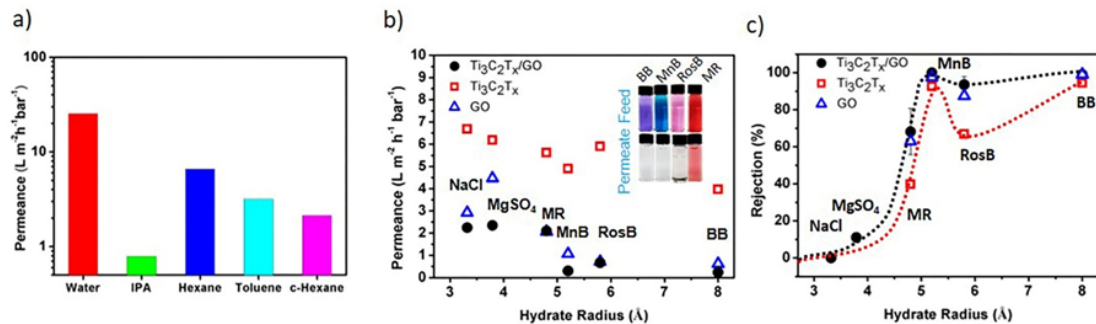 a)
Permeance (L m⁻²h⁻¹ bar⁻¹)
100
10
1
Water
IPA
Hexane
Toluene
c-Hexane
b)
Permeance (L m⁻² h⁻¹ bar⁻¹)
10
9
8
7
6
5
4
3
2
1
0
Ti₃C₂Tₓ/GO
Ti₃C₂Tₓ
GO
BB
MnB
RosB
MR
Permeate Feed
NaCl
MgSO₄
MR
MnB
RosB
BB
3
4
5
6
7
8
Hydrate Radius (Å)
c)
Rejection (%)
100
80
60
40
20
0
Ti₃C₂Tₓ/GO
Ti₃C₂Tₓ
GO
MnB
BB
RosB
MgSO₄
NaCl
MR
3
4
5
6
7
8
Hydrate Radius (Å)